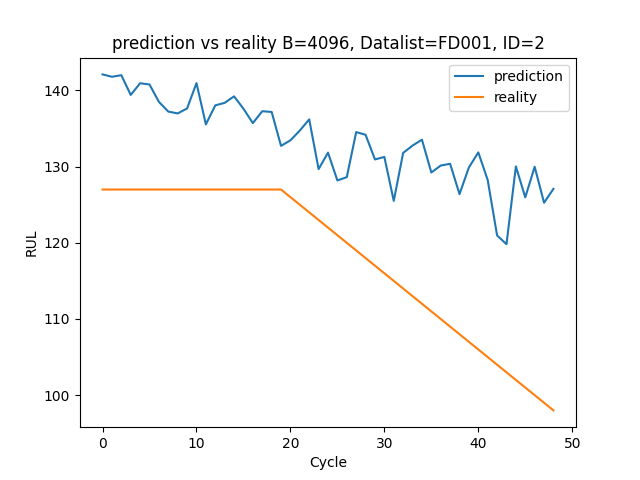 prediction vs reality B=4096, Datalist=FD001, ID=2
prediction
reality
140
130
120
110
100
RUL
0 10 20 30 40 50
Cycle